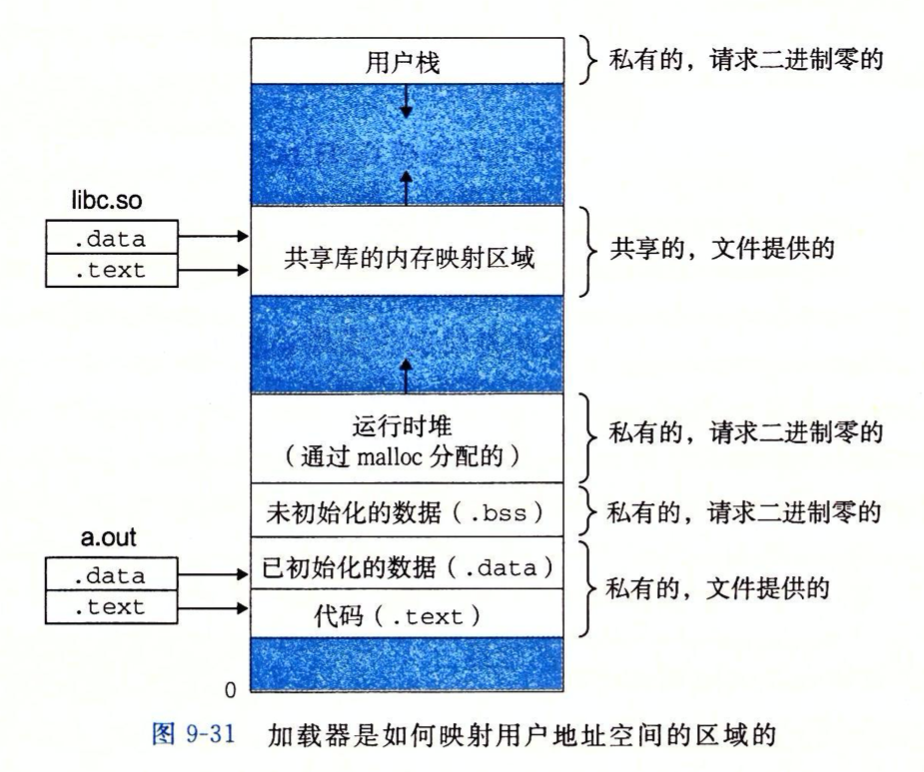 用户栈
私有的，请求二进制零的
libc.so
.data
.text
共享库的内存映射区域
共享的，文件提供的
运行时堆
（通过 malloc 分配的）
私有的，请求二进制零的
未初始化的数据（.bss）
私有的，请求二进制零的
a.out
.data
.text
已初始化的数据（.data）
代码（.text）
私有的，文件提供的
0
图 9-31 加载器是如何映射用户地址空间的区域的